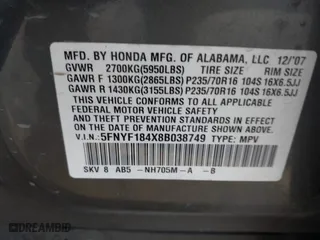 MFD. BY HONDA MFG. OF ALABAMA, LLC 12/'07
GVWR 2700KG(5950LBS) TIRE SIZE RIM SIZE
GAWR F 1300KG(2865LBS) P235/70R16 104S 16X6.5JJ
GAWR R 1430KG(3155LBS) P235/70R16 104S 16X6.5JJ
THIS VEHICLE CONFORMS TO ALL APPLICABLE
FEDERAL MOTOR VEHICLE SAFETY
AND THEFT PREVENTION STANDARDS IN EFFECT
ON THE DATE OF MANUFACTURE SHOWN ABOVE.
V.I.N.: 5FNYF184X8B038749 TYPE: MPV
SKV 8 AB5 -NH705M-A -B